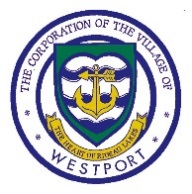 THE CORPORATION OF THE VILLAGE OF
WESTPORT
THE HEART OF RIDEAU LAKES